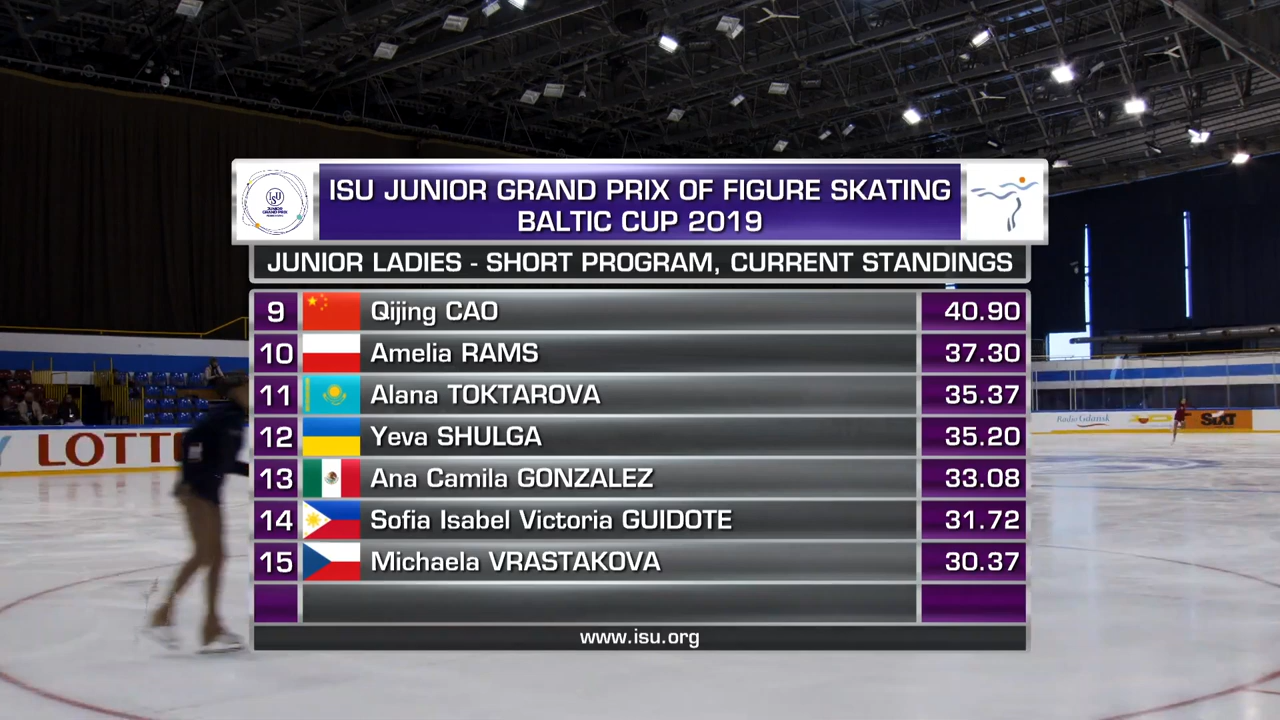 ISU JUNIOR GRAND PRIX OF FIGURE SKATING
BALTIC CUP 2019
JUNIOR LADIES - SHORT PROGRAM, CURRENT STANDINGS
9 Qijing CAO 40.90
10 Amelia RAMS 37.30
11 Alana TOKTAROVA 35.37
12 Yeva SHULGA 35.20
13 Ana Camila GONZALEZ 33.08
14 Sofia Isabel Victoria GUIDOTE 31.72
15 Michaela VRASTAKOVA 30.37
www.isu.org
LOTTO
Radio Gdańsk
SIXT